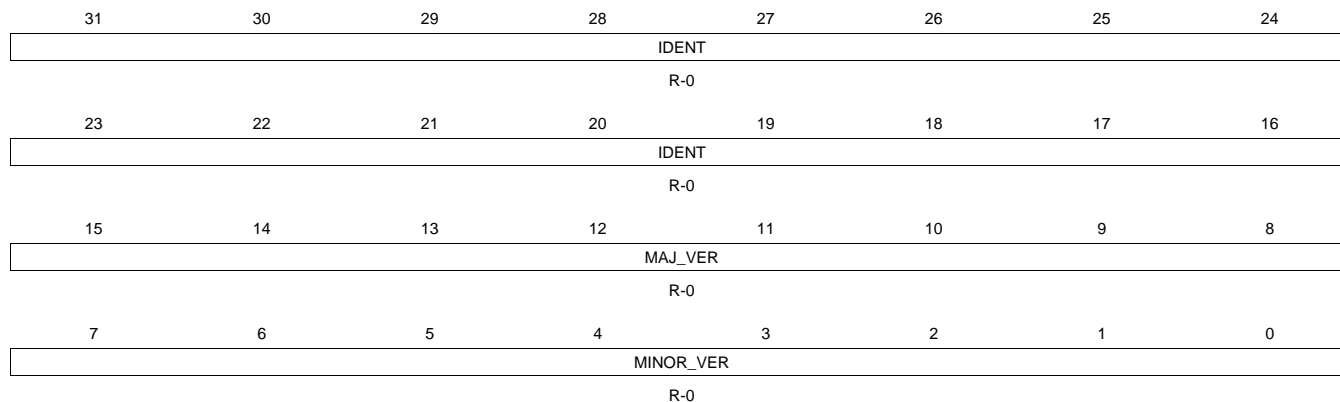 31 30 29 28 27 26 25 24
IDENT
R-0
23 22 21 20 19 18 17 16
IDENT
R-0
15 14 13 12 11 10 9 8
MAJ_VER
R-0
7 6 5 4 3 2 1 0
MINOR_VER
R-0